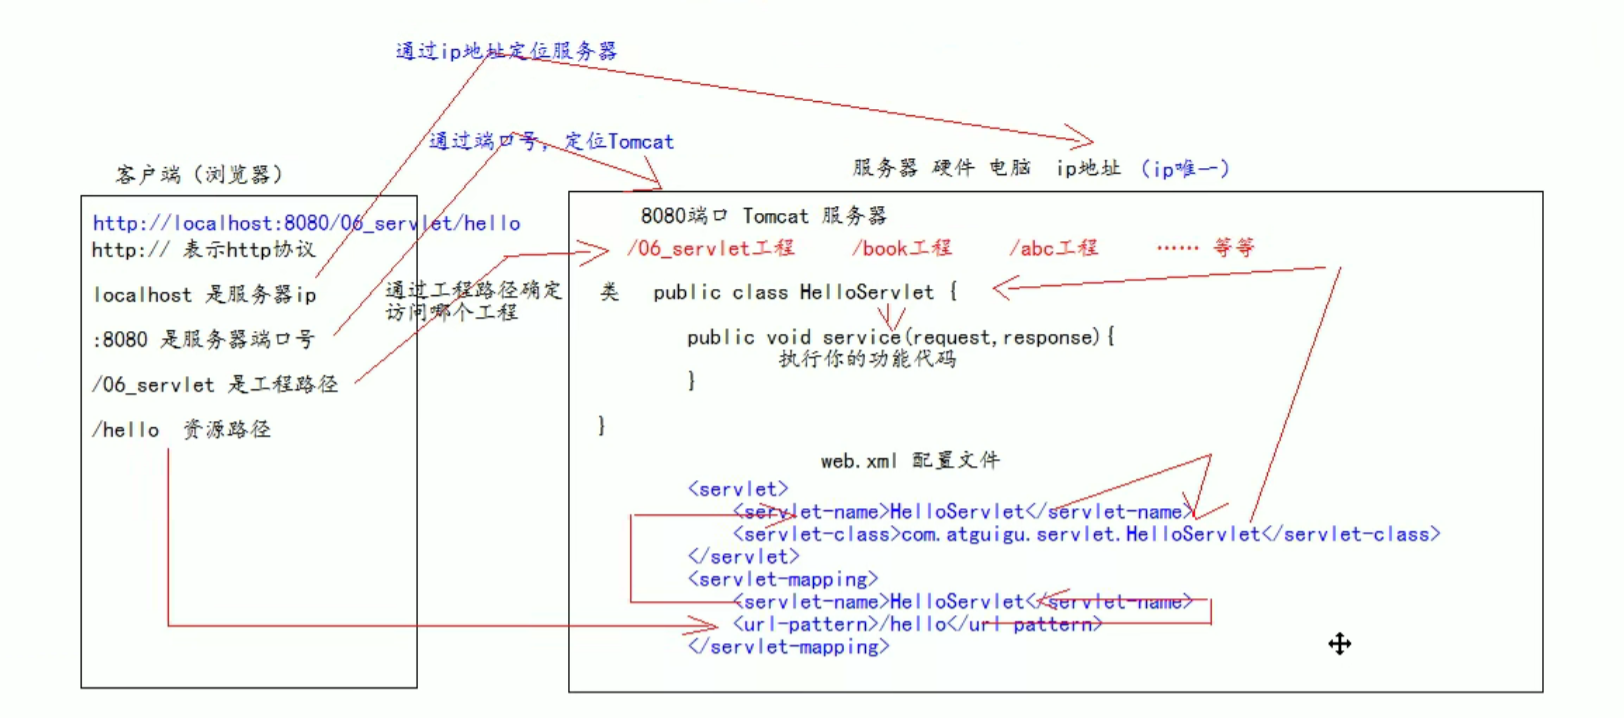 通过ip地址定位服务器
通过端口号，定位Tomcat
客户端（浏览器）
服务器 硬件 电脑 ip地址 （ip唯一）
http://localhost:8080/06_servlet/hello
http:// 表示http协议
localhost 是服务器ip
:8080 是服务器端口号
/06_servlet 是工程路径
/hello 资源路径
通过工程路径确定
访问哪个工程
8080端口 Tomcat 服务器
/06_servlet工程 /book工程 /abc工程 …… 等等
类 public class HelloServlet {
public void service(request,response){
执行你的功能代码
}
}
web.xml 配置文件
<servlet>
<servlet-name>HelloServlet</servlet-name>
<servlet-class>com.atguigu.servlet.HelloServlet</servlet-class>
</servlet>
<servlet-mapping>
<servlet-name>HelloServlet</servlet-name>
<url-pattern>/hello</url-pattern>
</servlet-mapping>